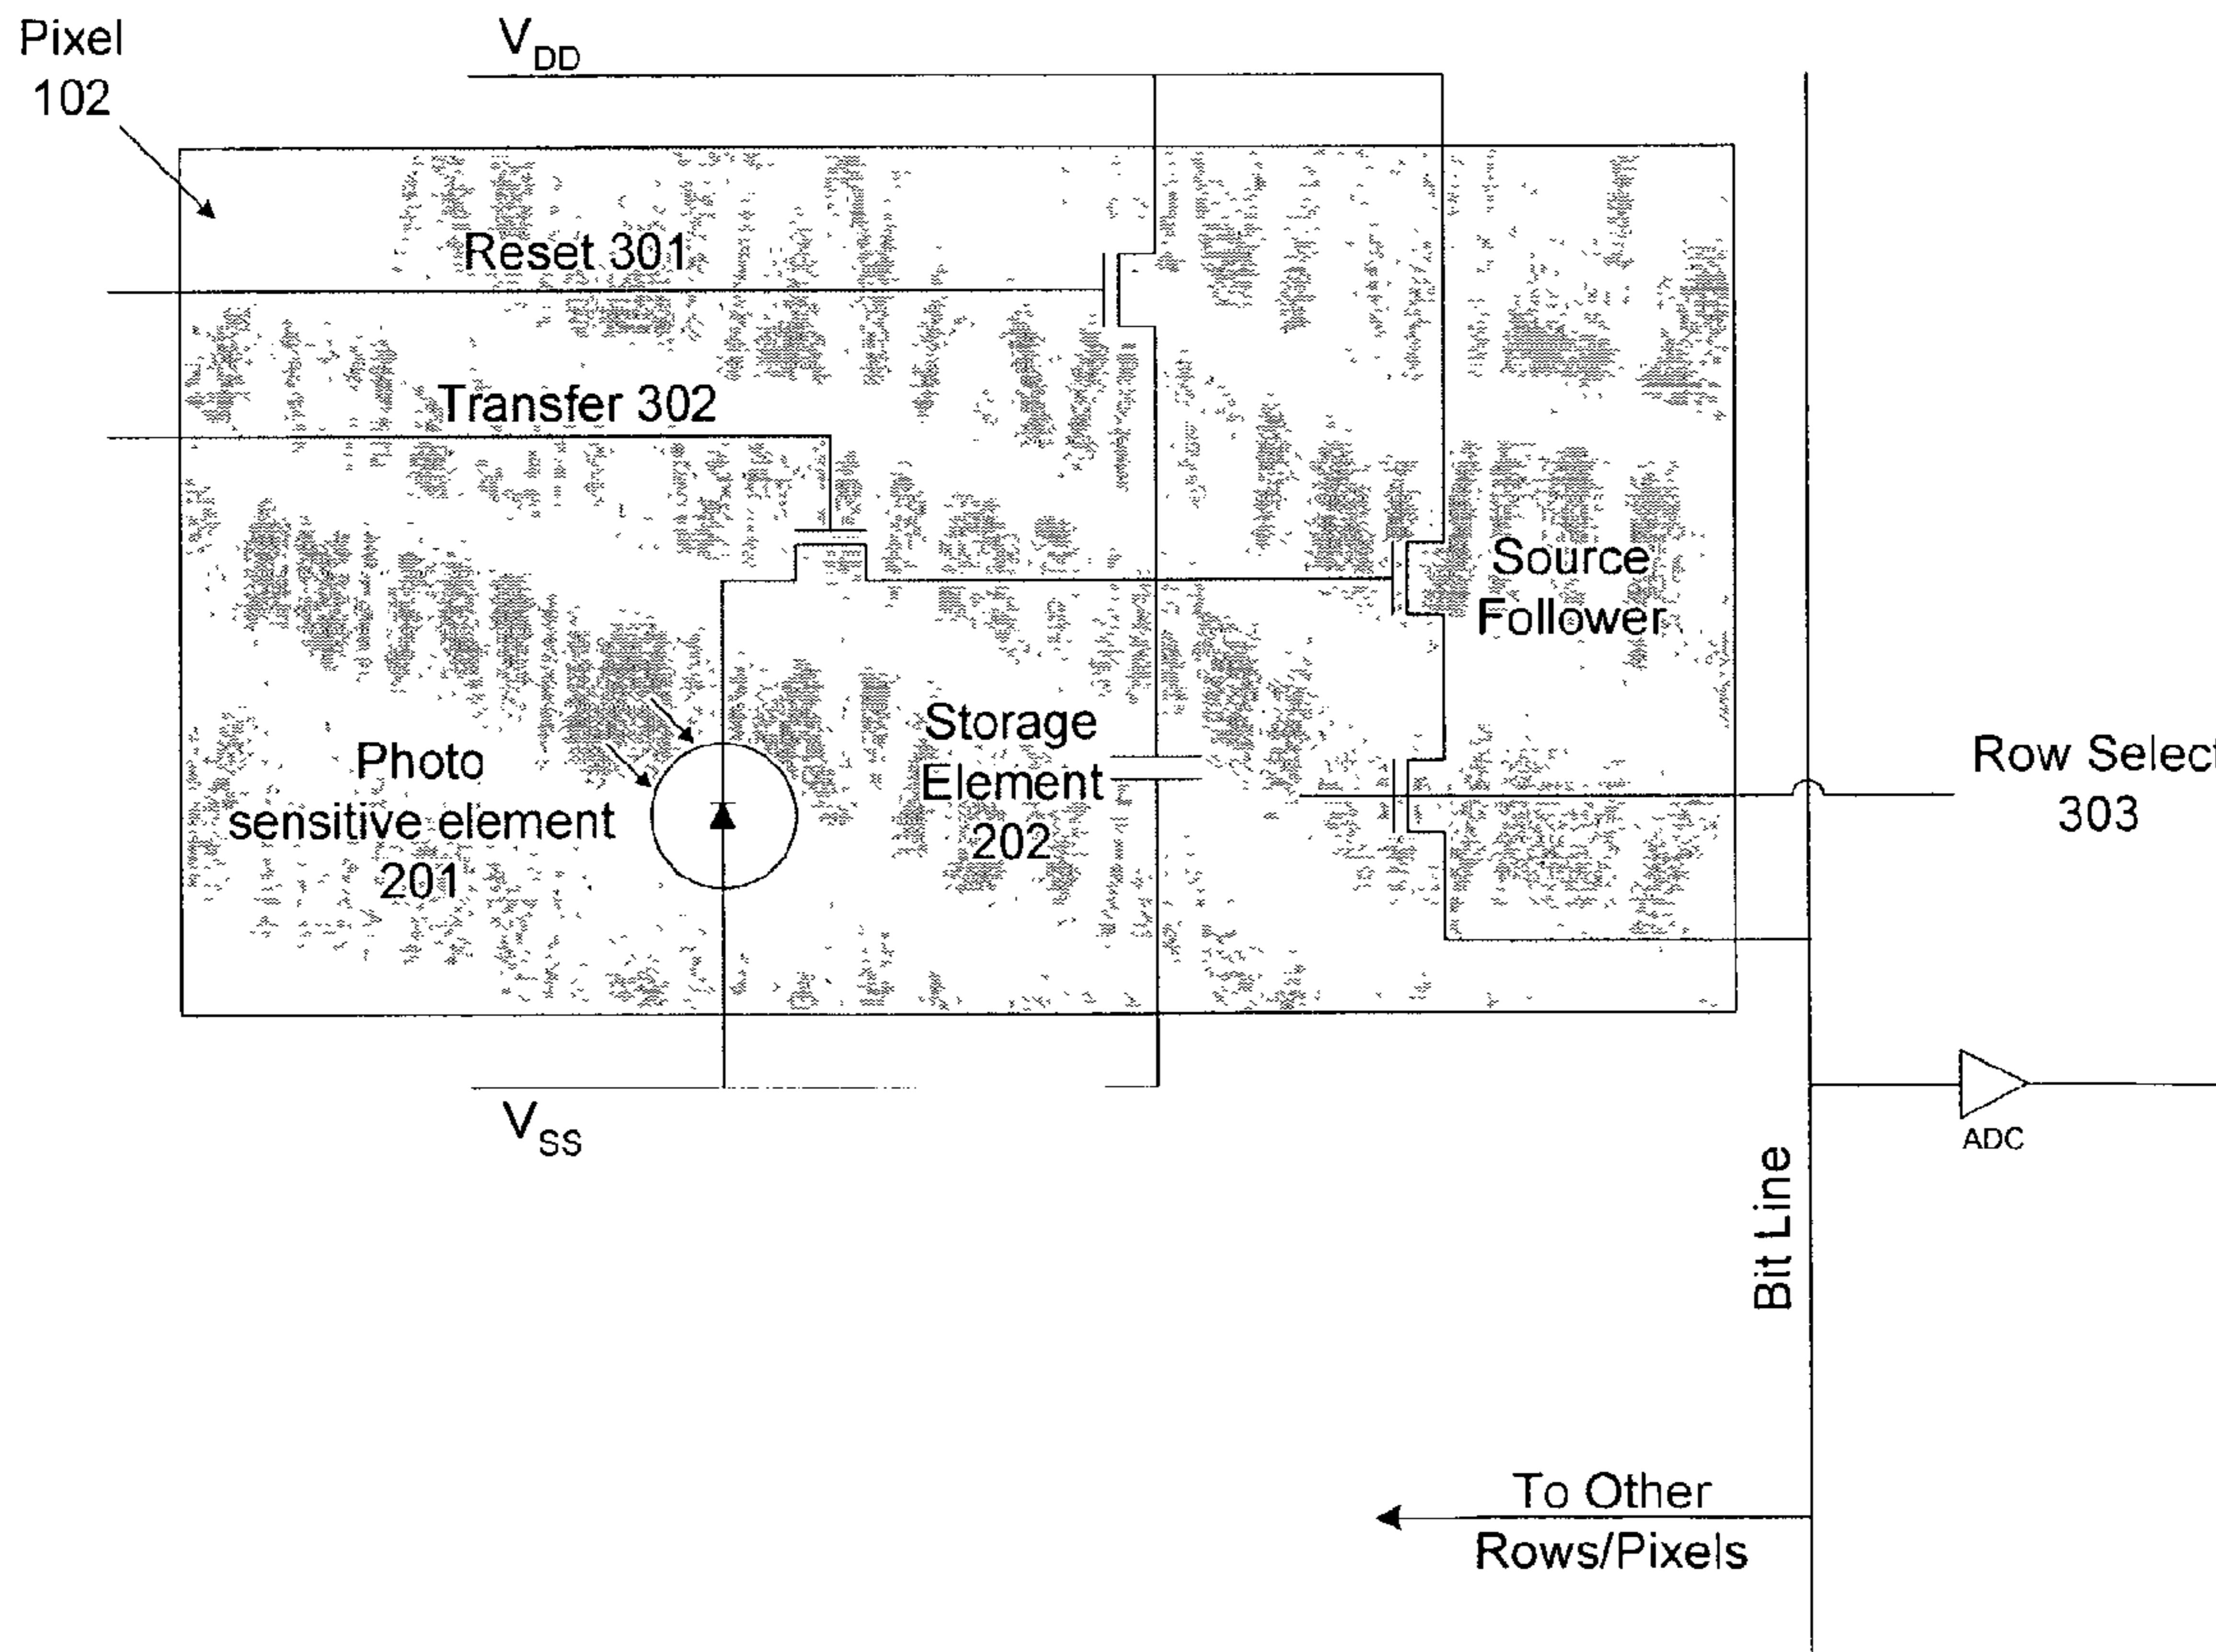 Pixel
102
VDD
Reset 301
Transfer 302
Source
Follower
Photo
sensitive element
201
Storage
Element
202
Row Select
303
VSS
ADC
Bit Line
To Other
Rows/Pixels